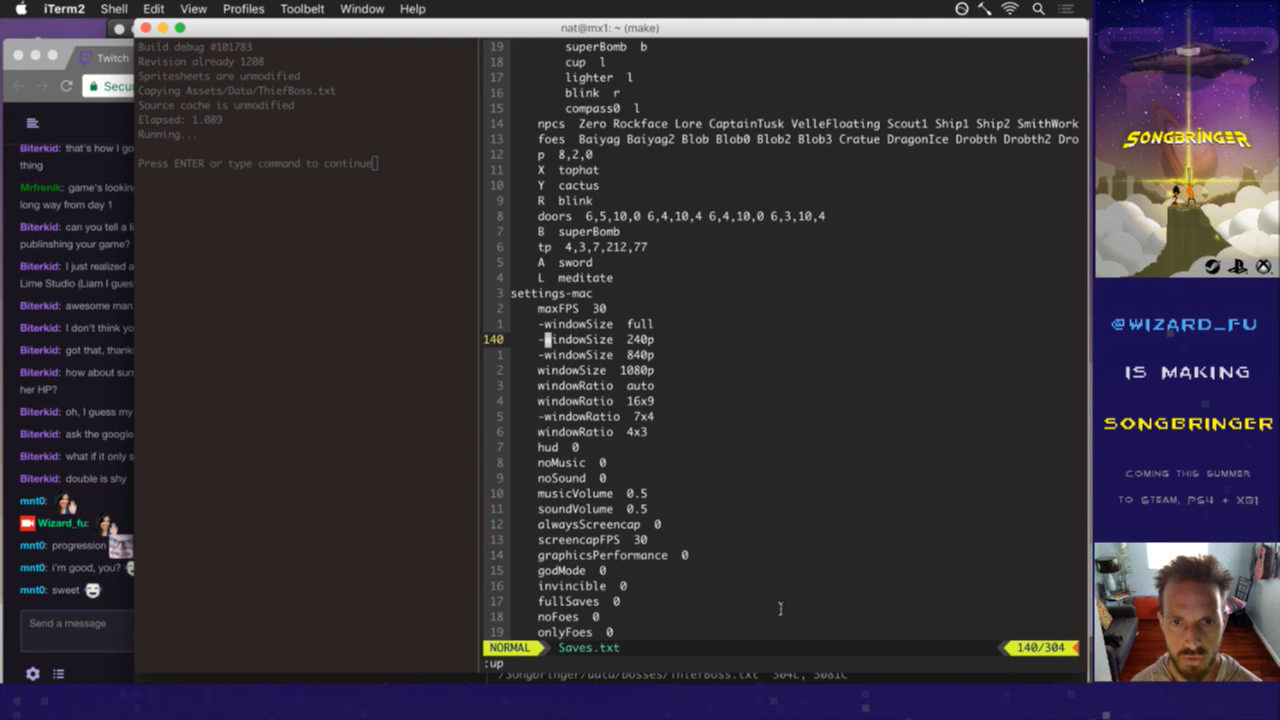 iTerm2 Shell Edit View Profiles Toolbelt Window Help
nat@mx1: ~ (make)
Twitch
Secu
Biterkid: that's how I go
thing
Mrfrenik: game's looking
long way from day 1
Biterkid: can you tell a li
publinshing your game?
Biterkid: I just realized a
Lime Studio (Liam I gues
Biterkid: awesome man
Biterkid: I don't think yo
Biterkid: got that, thank
Biterkid: how about sum
her HP?
Biterkid: oh, I guess my
Biterkid: ask the google
Biterkid: what if it only s
Biterkid: double is shy
mnt0:
Wizard_fu:
mnt0: progression
mnt0: i'm good, you?
mnt0: sweet
Send a message
Build debug #101783
Revision already 1208
Spritesheets are unmodified
Copying Assets/Data/ThiefBoss.txt
Source cache is unmodified
Elapsed: 1.089
Running...
Press ENTER or type command to continue
19 superBomb b
18 cup l
17 lighter l
16 blink r
15 compass0 l
14 npcs Zero Rockface Lore CaptainTusk VelleFloating Scout1 Ship1 Ship2 SmithWork
13 foes Baiyag Baiyag2 Blob Blob0 Blob2 Blob3 Cratue DragonIce Drobth Drobth2 Dro
12 p 8,2,0
11 X tophat
10 Y cactus
9 R blink
8 doors 6,5,10,0 6,4,10,4 6,4,10,0 6,3,10,4
7 B superBomb
6 tp 4,3,7,212,77
5 A sword
4 L meditate
3 settings-mac
2 maxFPS 30
1 -windowSize full
140 -windowSize 240p
1 -windowSize 840p
2 windowSize 1080p
3 windowRatio auto
4 windowRatio 16x9
5 -windowRatio 7x4
6 windowRatio 4x3
7 hud 0
8 noMusic 0
9 noSound 0
10 musicVolume 0.5
11 soundVolume 0.5
12 alwaysScreencap 0
13 screencapFPS 30
14 graphicsPerformance 0
15 godMode 0
16 invincible 0
17 fullSaves 0
18 noFoes 0
19 onlyFoes 0
NORMAL Saves.txt 140/304
:up
/Songbringer/data/bosses/ThiefBoss.txt 304L, 5081C
SONGBRINGER
@WIZARD_FU
IS MAKING
SONGBRINGER
COMING THIS SUMMER
TO STEAM, PS4 + XB1